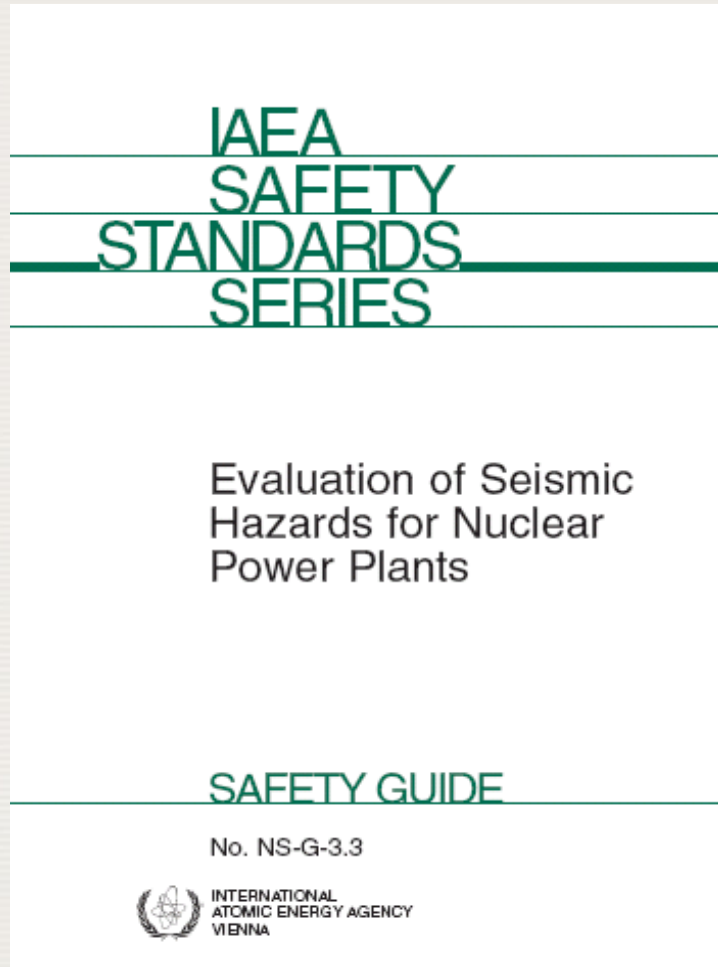 IAEA
SAFETY
STANDARDS
SERIES
Evaluation of Seismic
Hazards for Nuclear
Power Plants
SAFETY GUIDE
No. NS-G-3.3
INTERNATIONAL
ATOMIC ENERGY AGENCY
VIENNA